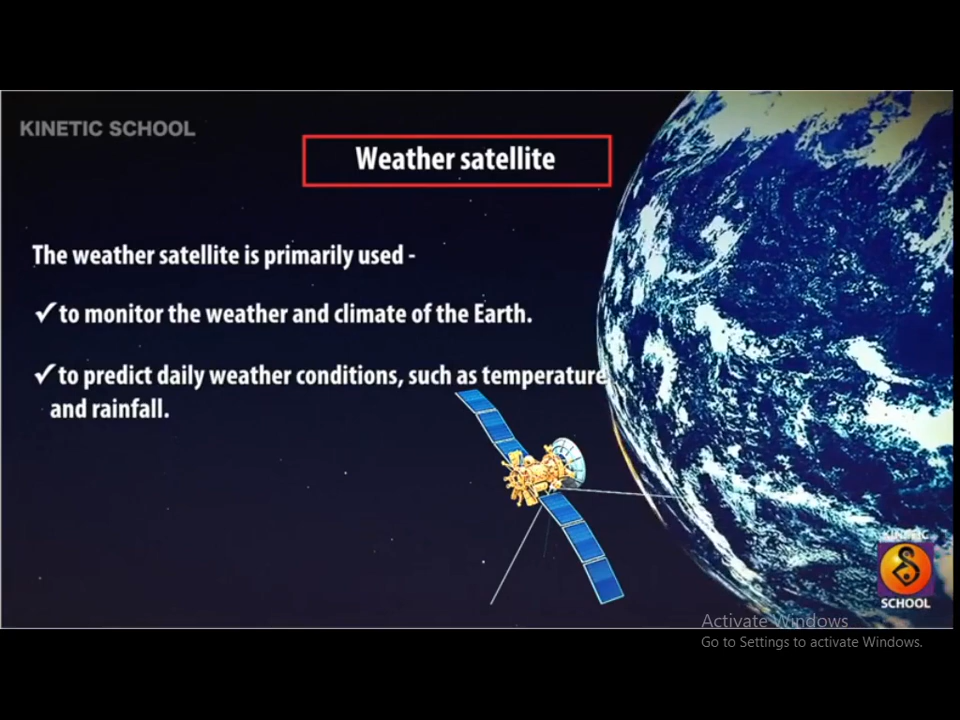 KINETIC SCHOOL
Weather satellite
The weather satellite is primarily used -
✓to monitor the weather and climate of the Earth.
✓to predict daily weather conditions, such as temperature
and rainfall.
KINETIC
SCHOOL
Activate Windows
Go to Settings to activate Windows.